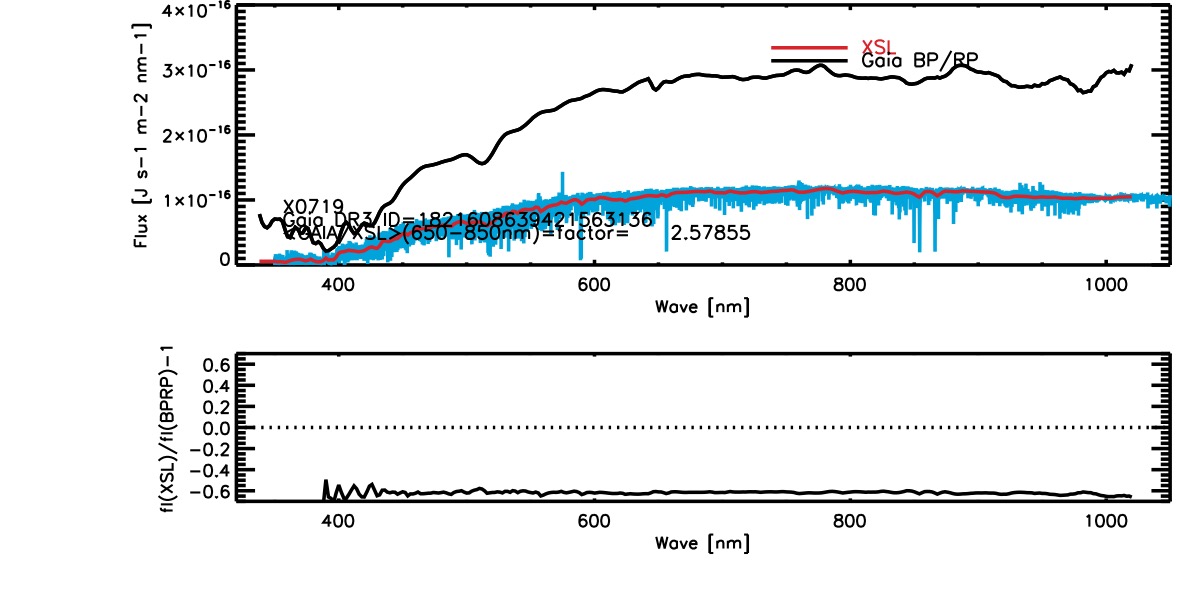 4×10⁻¹⁶
3×10⁻¹⁶
2×10⁻¹⁶
1×10⁻¹⁶
0
Flux [J s−1 m−2 nm−1]
XSL
Gaia BP/RP
X0719
Gaia DR3 ID=1821608639421563136
XSL>(650−850nm)=factor= 2.57855
400 600 800 1000
Wave [nm]
0.6
0.4
0.2
0.0
−0.2
−0.4
−0.6
fl(XSL)/fl(BPRP)−1
400 600 800 1000
Wave [nm]